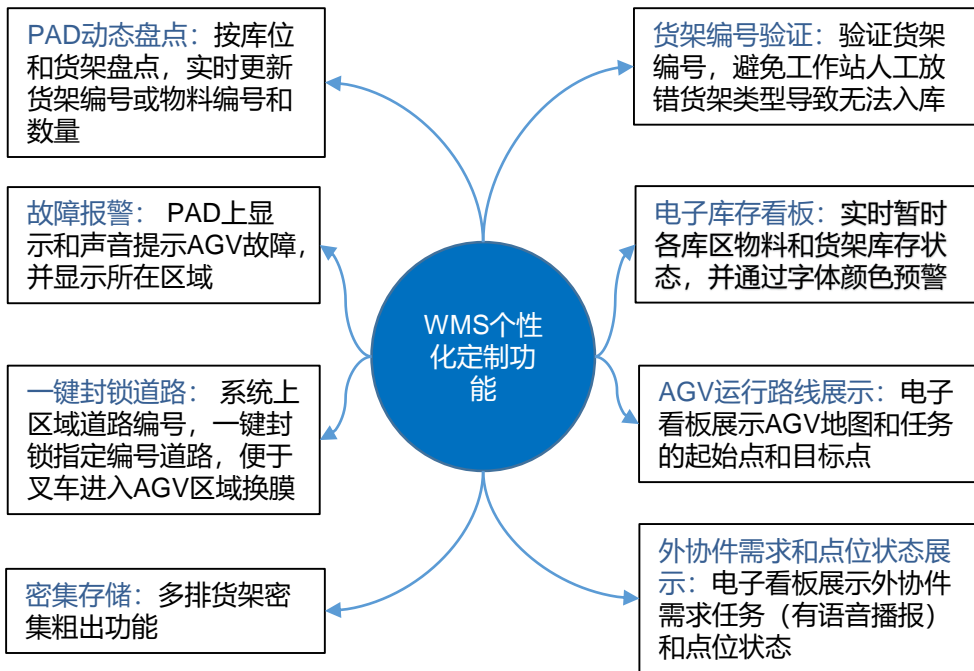 PAD动态盘点：按库位
和货架盘点，实时更新
货架编号或物料编号和
数量
故障报警： PAD上显
示和声音提示AGV故障，
并显示所在区域
一键封锁道路： 系统上
区域道路编号，一键封
锁指定编号道路，便于
叉车进入AGV区域换膜
密集存储：多排货架密
集粗出功能
WMS个性
化定制功
能
货架编号验证：验证货架
编号，避免工作站人工放
错货架类型导致无法入库
电子库存看板：实时暂时
各库区物料和货架库存状
态，并通过字体颜色预警
AGV运行路线展示：电子
看板展示AGV地图和任务
的起始点和目标点
外协件需求和点位状态展
示：电子看板展示外协件
需求任务（有语音播报）
和点位状态